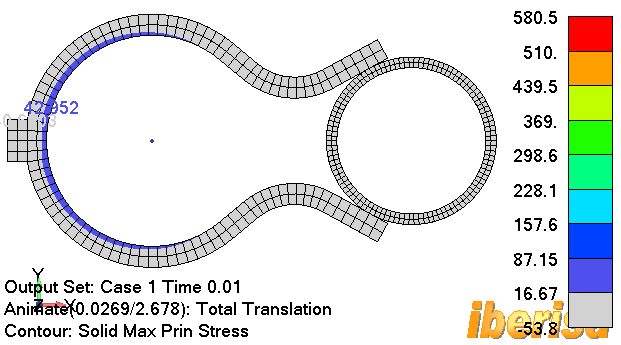 580.5
510.
439.5
369.
298.6
228.1
157.6
87.15
16.67
-53.8
42.952
Y
X
Output Set: Case 1 Time 0.01
Animate(0.0269/2.678): Total Translation
Contour: Solid Max Prin Stress
iberisa